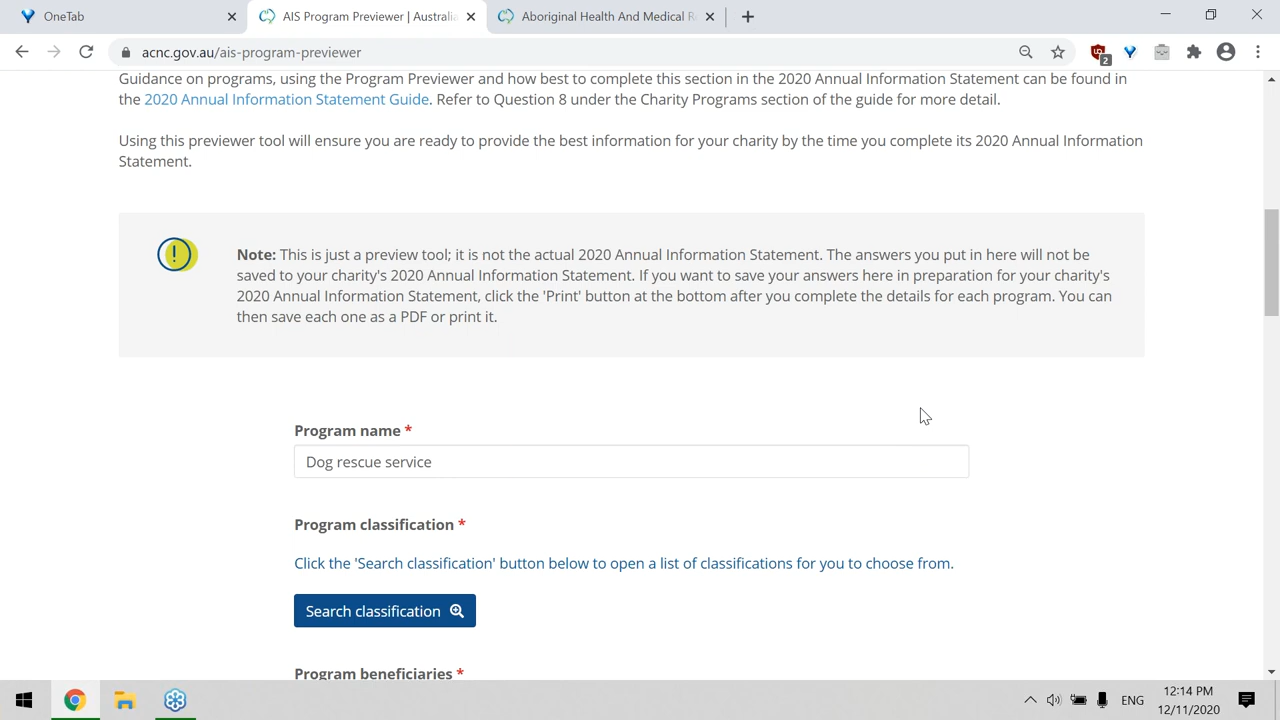 OneTab
AIS Program Previewer | Australia
Aboriginal Health And Medical R
acnc.gov.au/ais-program-previewer
2
Guidance on programs, using the Program Previewer and how best to complete this section in the 2020 Annual Information Statement can be found in
the 2020 Annual Information Statement Guide. Refer to Question 8 under the Charity Programs section of the guide for more detail.
Using this previewer tool will ensure you are ready to provide the best information for your charity by the time you complete its 2020 Annual Information
Statement.
Note: This is just a preview tool; it is not the actual 2020 Annual Information Statement. The answers you put in here will not be
saved to your charity's 2020 Annual Information Statement. If you want to save your answers here in preparation for your charity's
2020 Annual Information Statement, click the 'Print' button at the bottom after you complete the details for each program. You can
then save each one as a PDF or print it.
Program name *
Dog rescue service
Program classification *
Click the 'Search classification' button below to open a list of classifications for you to choose from.
Search classification
Program beneficiaries *
ENG
12:14 PM
12/11/2020